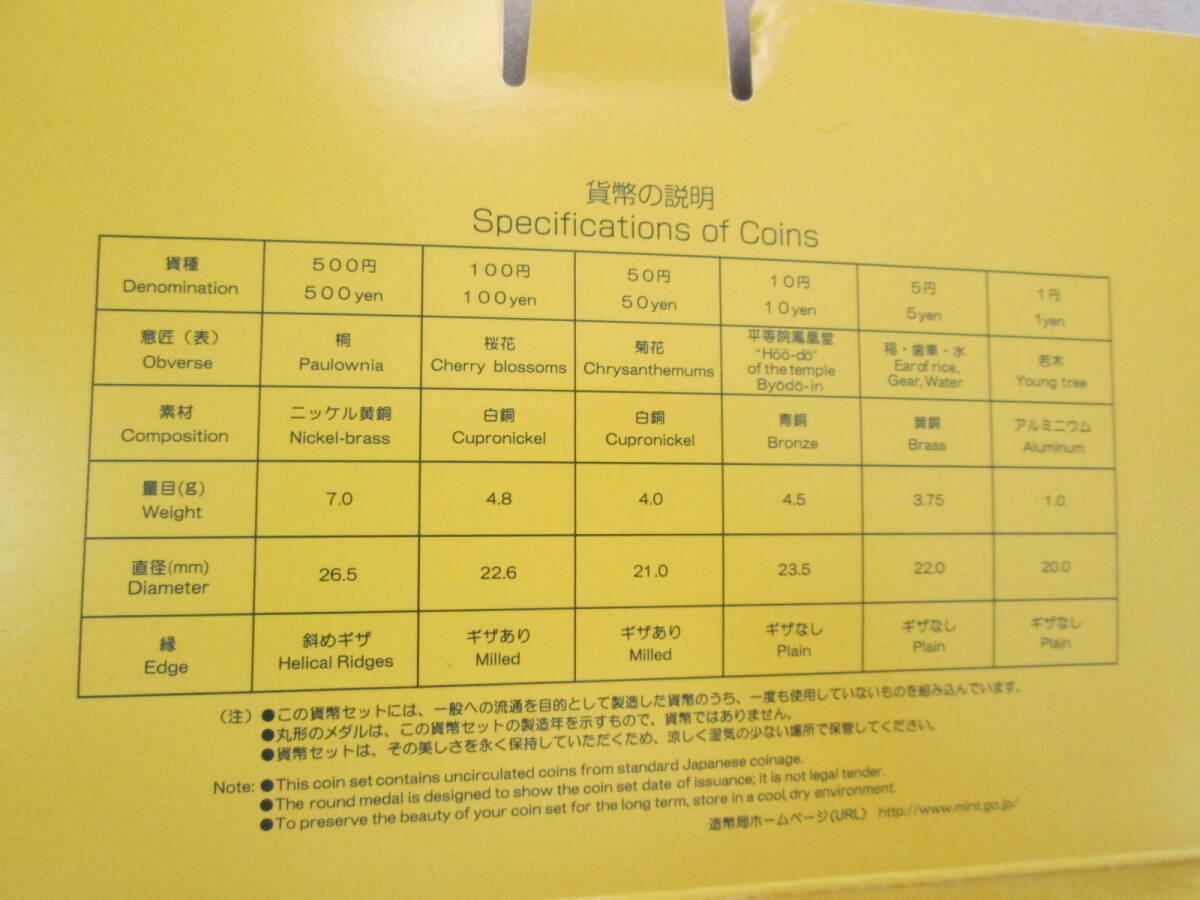 貨幣の説明
Specifications of Coins
貨種 500円 100円 50円 10円 5円 1円
Denomination 500yen 100yen 50yen 10yen 5yen 1yen
意匠（表） 桐 桜花 菊花 平等院鳳凰堂 稲・歯車・水 若木
Obverse Paulownia Cherry blossoms Chrysanthemums "Hōō-dō" Ear of rice, Young tree
of the temple Gear, Water
Byōdō-in
素材 ニッケル黄銅 白銅 白銅 青銅 黄銅 アルミニウム
Composition Nickel-brass Cupronickel Cupronickel Bronze Brass Aluminum
量目(g) 7.0 4.8 4.0 4.5 3.75 1.0
Weight
直径(mm) 26.5 22.6 21.0 23.5 22.0 20.0
Diameter
縁 斜めギザ ギザあり ギザあり ギザなし ギザなし ギザなし
Edge Helical Ridges Milled Milled Plain Plain Plain
（注）●この貨幣セットには、一般への流通を目的として製造した貨幣のうち、一度も使用していないものを組み込んでいます。
●丸形のメダルは、この貨幣セットの製造年を示すもので、貨幣ではありません。
●貨幣セットは、その美しさを永く保持していただくため、涼しく湿気の少ない場所で保管してください。
Note: ●This coin set contains uncirculated coins from standard Japanese coinage.
●The round medal is designed to show the coin set date of issuance; it is not legal tender.
●To preserve the beauty of your coin set for the long term, store in a cool, dry environment.
造幣局ホームページ(URL) http://www.mint.go.jp/